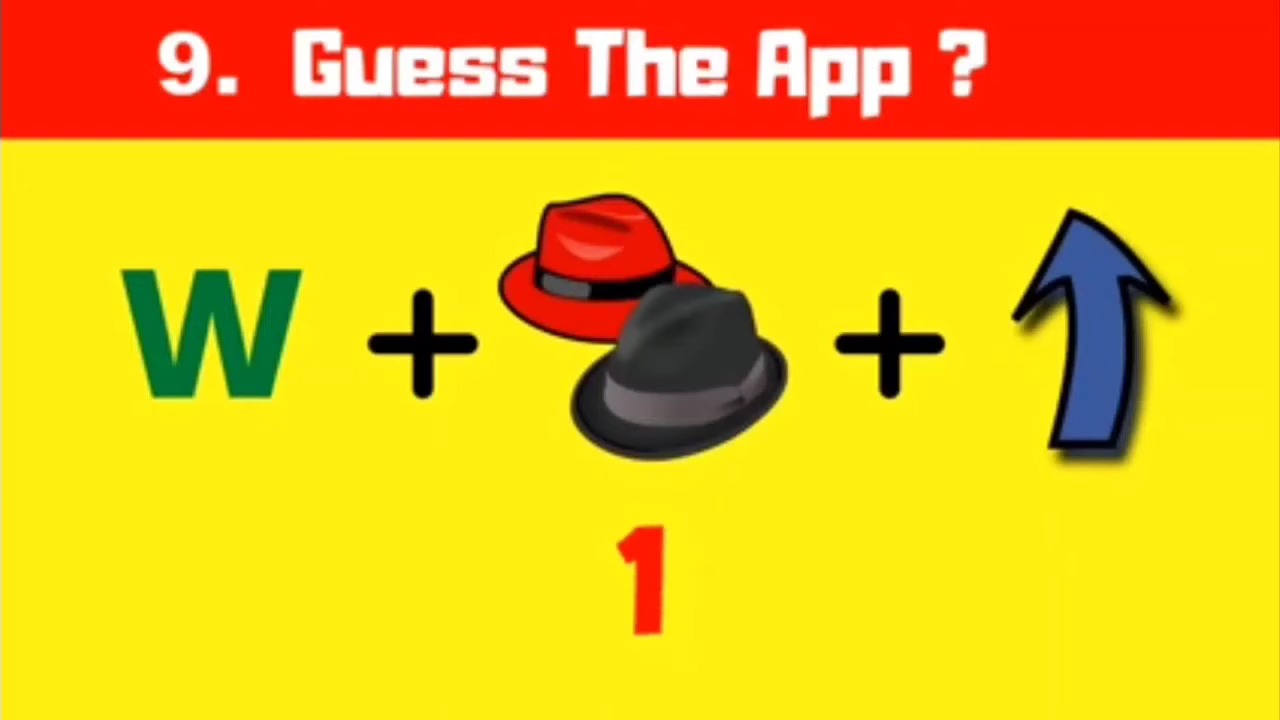 9. Guess The App ?
W + +
1